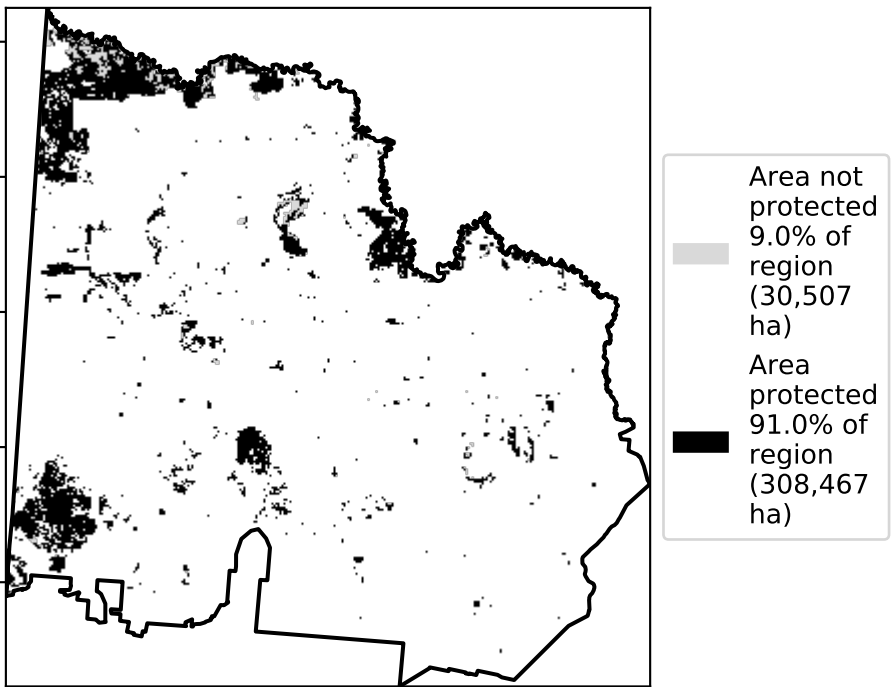 Area not
protected
9.0% of
region
(30,507
ha)
Area
protected
91.0% of
region
(308,467
ha)